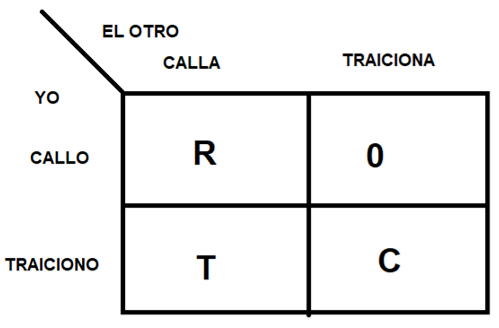 EL OTRO
CALLA TRAICIONA
YO
CALLO R 0
TRAICIONO T C